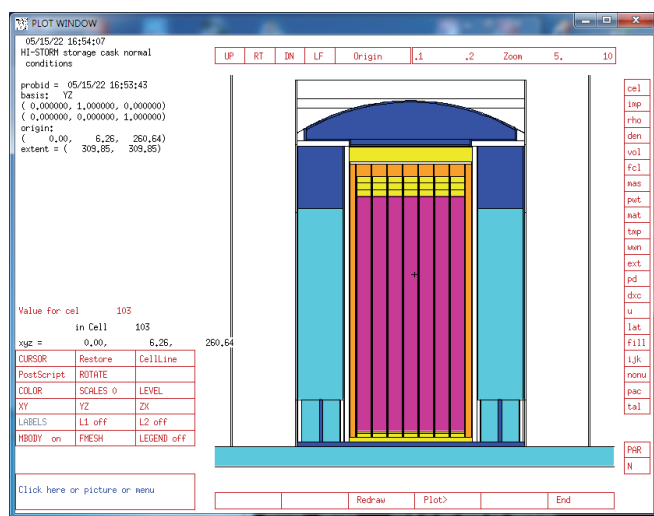 PLOT WINDOW
05/15/22 16:54:07
HI-STORM storage cask normal
conditions
probid = 05/15/22 16:53:43
basis: YZ
( 0.000000, 1.000000, 0.000000)
( 0.000000, 0.000000, 1.000000)
origin:
( 0.00, 6.26, 260.64)
extent = ( 309.85, 309.85)
UP RT DN LF Origin .1 .2 Zoom 5. 10
cel
imp
rho
den
vol
fcl
mas
pwt
mat
tmp
wwn
ext
pd
dxc
u
lat
fill
ijk
nonu
pac
tal
PAR
N
Value for cel 103
in Cell 103
xyz = 0.00, 6.26, 260.64
CURSOR Restore CellLine
PostScript ROTATE
COLOR SCALES 0 LEVEL
XY YZ ZX
LABELS L1 off L2 off
MBODY on FMESH LEGEND off
Click here or picture or menu
Redraw Plot> End